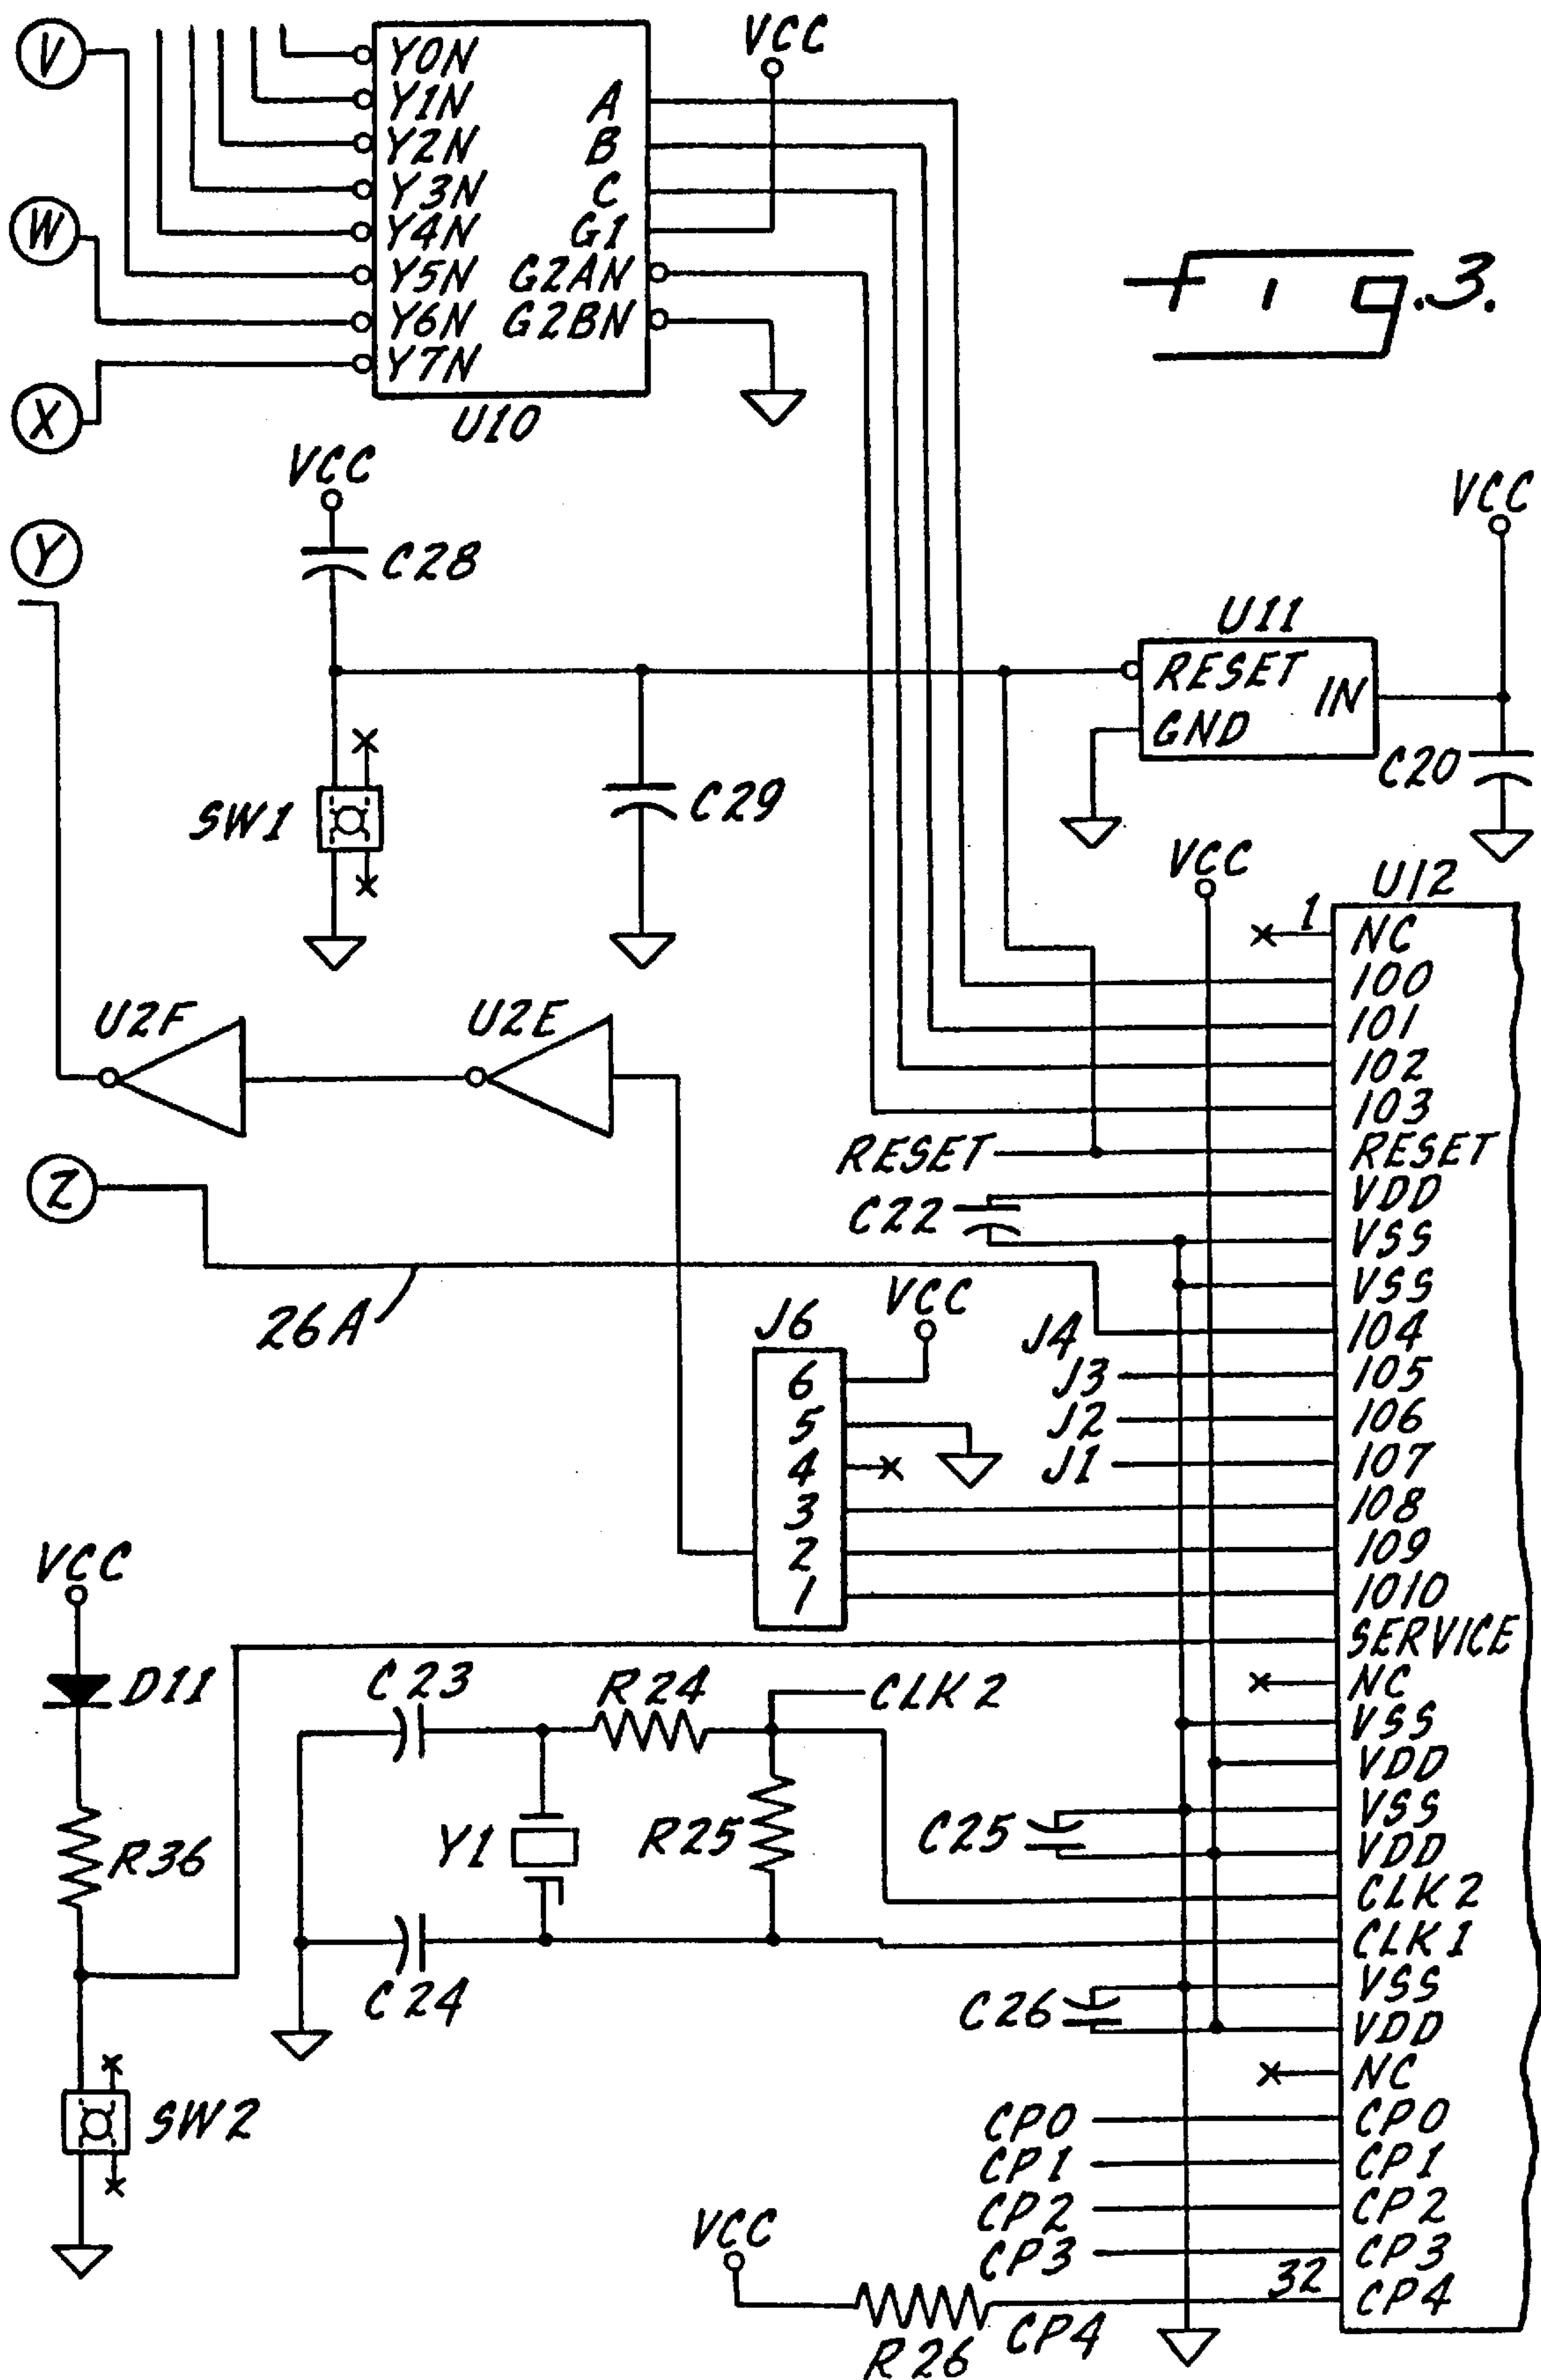 V
VCC
Y0N
Y1N
A
Y2N
B
Y3N
C
W
Y4N
G1
Y5N
G2AN
Y6N
G2BN
Y7N
fig.3.
X
U10
VCC
VCC
Y
C28
U11
RESET
IN
GND
C20
SW1
C29
VCC
U12
1
NC
IO0
IO1
IO2
IO3
U2F
U2E
RESET
RESET
Z
VDD
C22
VSS
VSS
26A
VCC
J6
J4
IO4
6
J3
IO5
5
J2
IO6
4
J1
IO7
3
IO8
2
IO9
1
IO10
VCC
SERVICE
D11
C23
R24
CLK2
NC
VSS
VDD
R36
Y1
R25
C25
VSS
VDD
CLK2
CLK1
C24
C26
VSS
VDD
NC
SW2
CP0
CP0
CP1
CP1
CP2
CP2
VCC
CP3
CP3
32
CP4
CP4
R26